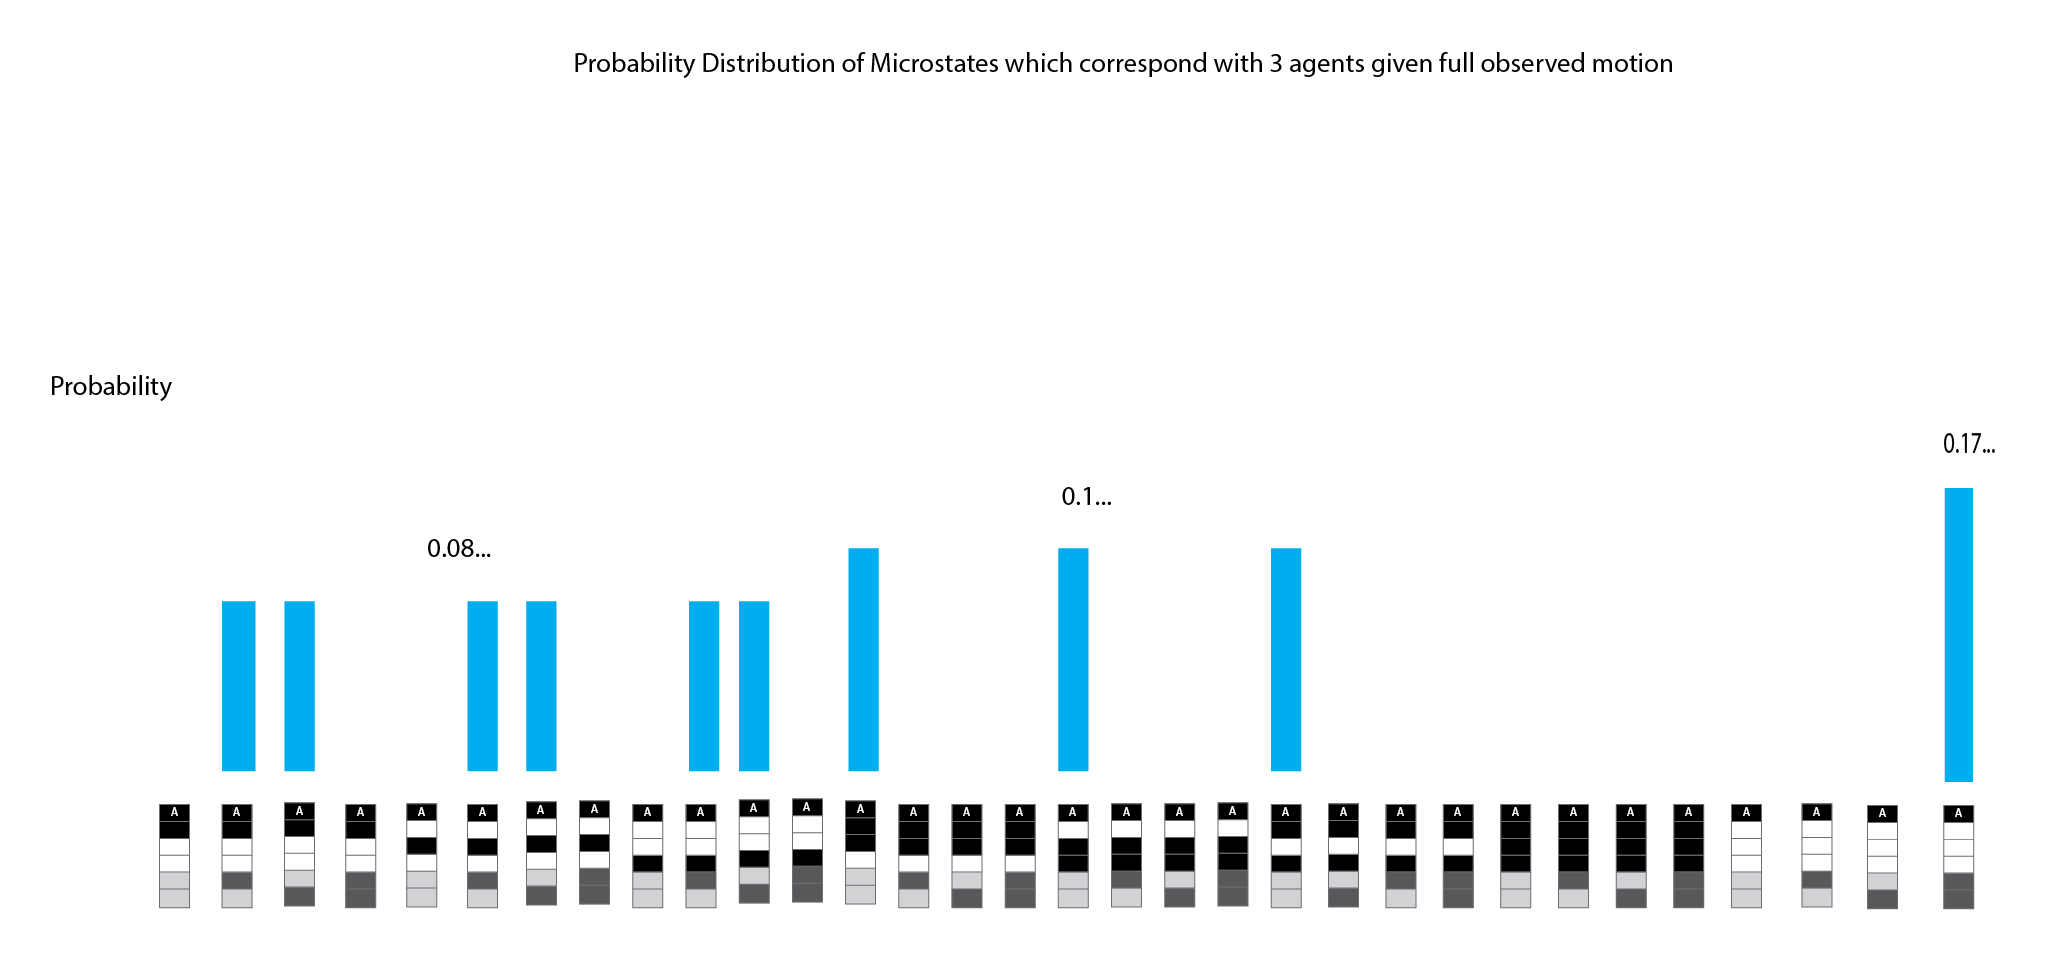 Probability Distribution of Microstates which correspond with 3 agents given full observed motion
Probability
0.17...
0.1...
0.08...
A A A A A A A A A A A A A A A A A A A A A A A A A A A A A A A A